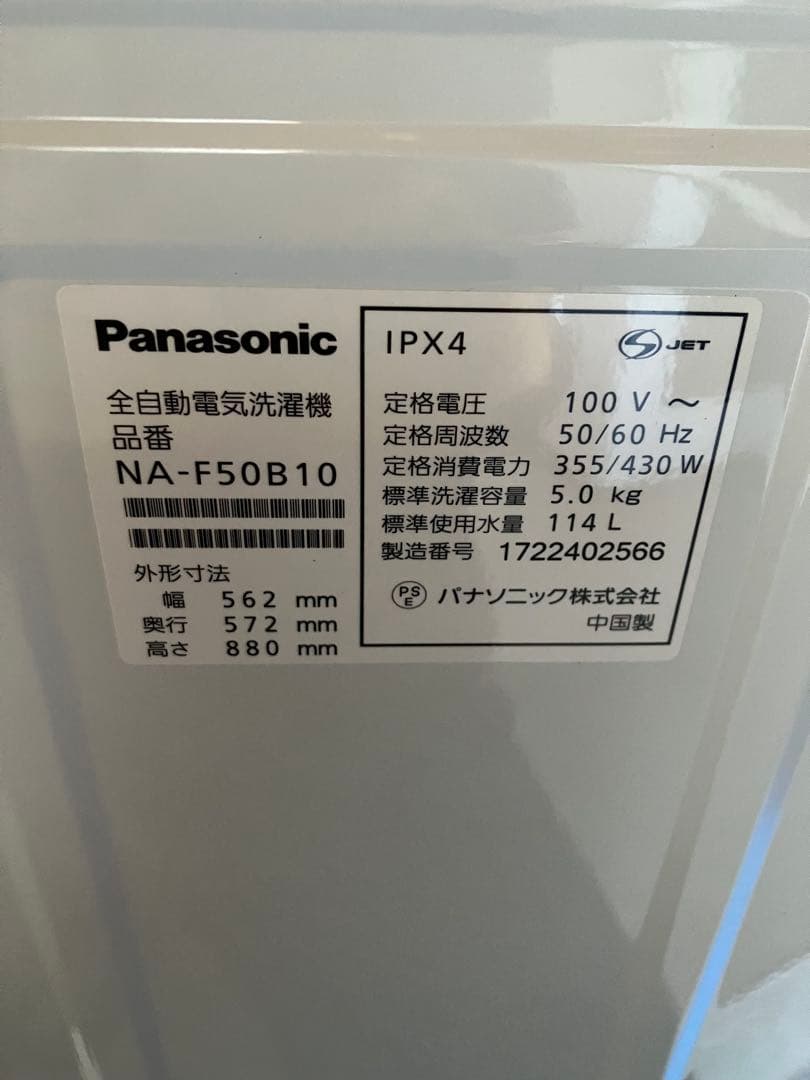 Panasonic
全自動電気洗濯機
品番
NA-F50B10
外形寸法
幅 562 mm
奥行 572 mm
高さ 880 mm
IPX4
S JET
定格電圧 100 V ～
定格周波数 50/60 Hz
定格消費電力 355/430 W
標準洗濯容量 5.0 kg
標準使用水量 114 L
製造番号 1722402566
PS E パナソニック株式会社
中国製